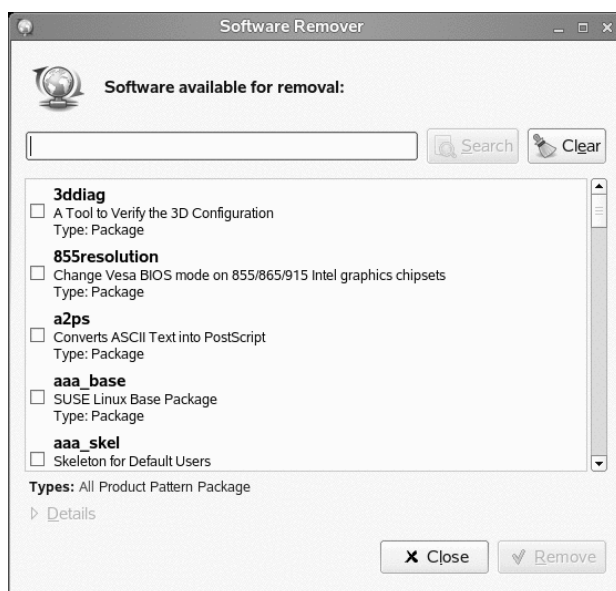 Software Remover
Software available for removal:
Search
Clear
3ddiag
A Tool to Verify the 3D Configuration
Type: Package
855resolution
Change Vesa BIOS mode on 855/865/915 Intel graphics chipsets
Type: Package
a2ps
Converts ASCII Text into PostScript
Type: Package
aaa_base
SUSE Linux Base Package
Type: Package
aaa_skel
Skeleton for Default Users
Types: All Product Pattern Package
Details
Close
Remove